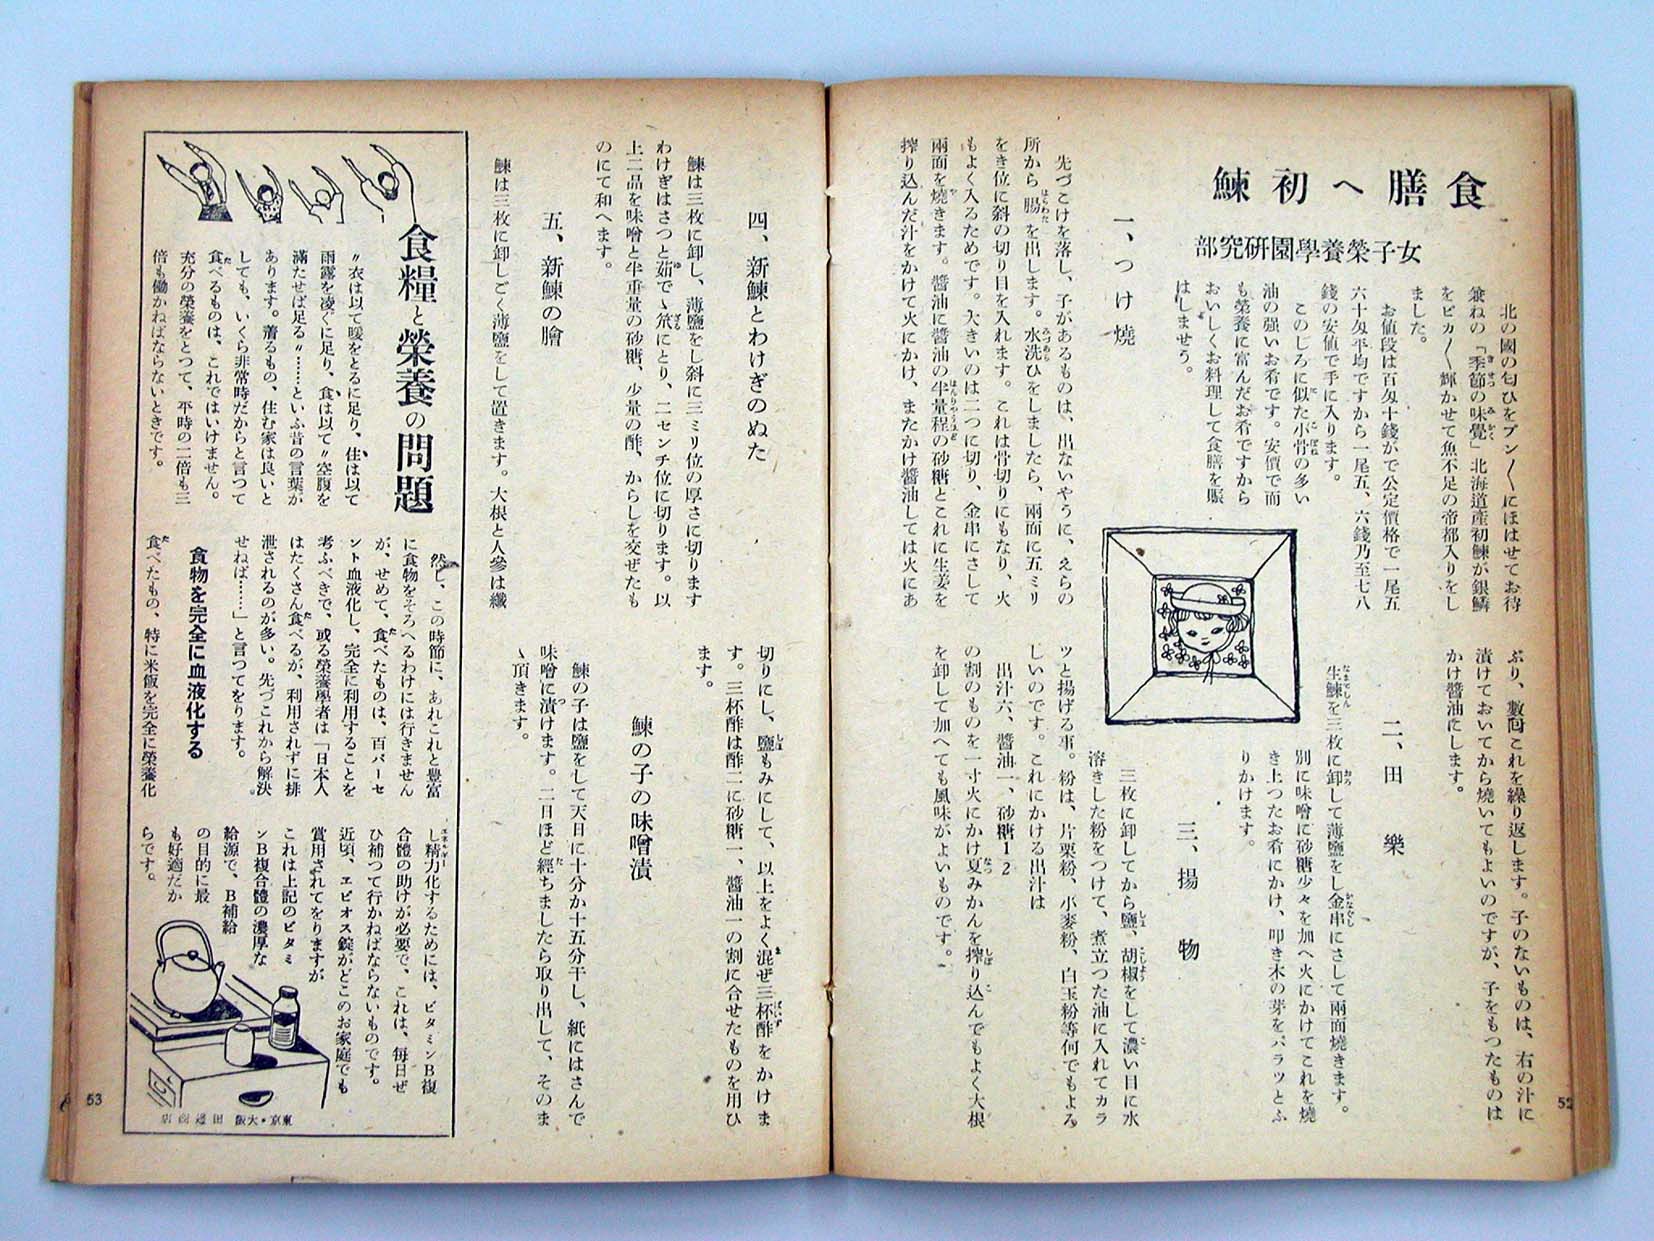 食膳へ初鰊
女子榮養學園硏究部
北の國の匂ひをプン〳〵にほはせてお待
兼ねの「季節の味覺」北海道産初鰊が銀鱗
をピカ〳〵輝かせて魚不足の帝都入りをし
ました。
お値段は百匁十錢がで公定價格で一尾五
六十匁平均ですから一尾五、六錢乃至七八
錢の安値で手に入ります。
このしろに似た小骨の多い
油の强いお肴です。安價で而
も榮養に富んだお肴ですから
おいしくお料理して食膳を賑
はしませう。
一、つけ燒
先づこけを落し、子があるものは、出ないやうに、えらの
所から腸を出します。水洗ひをしましたら、兩面に五ミリ
をき位に斜の切り目を入れます。これは骨切りにもなり、火
もよく入るためです。大きいのは二つに切り、金串にさして
兩面を燒きます。醬油に醬油の半量程の砂糖とこれに生姜を
搾り込んだ汁をかけて火にかけ、またかけ醬油しては火にあ
ぶり、數囘これを繰り返します。子のないものは、右の汁に
漬けておいてから燒いてもよいのですが、子をもつたものは
かけ醬油にします。
二、田樂
生鰊を三枚に卸して薄鹽をし金串にさして兩面燒きます。
別に味噌に砂糖少々を加へ火にかけてこれを燒
き上つたお肴にかけ、叩き木の芽をパラッとふ
りかけます。
三、揚物
三枚に卸してから鹽、胡椒をして濃い目に水
溶きした粉をつけて、煮立つた油に入れてカラ
ッと揚げる事。粉は、片栗粉、小麥粉、白玉粉等何でもよろ
しいのです。これにかける出汁は
出汁六、醬油一、砂糖1 2
の割のものを一寸火にかけ夏みかんを搾り込んでもよく大根
を卸して加へても風味がよいものです。
52
四、新鰊とわけぎのぬた
鰊は三枚に卸し、薄鹽をし斜に三ミリ位の厚さに切ります
わけぎはさつと茹でゝ笊にとり、二センチ位に切ります。以
上二品を味噌と半重量の砂糖、少量の酢、からしを交ぜたも
のにて和へます。
五、新鰊の膾
鰊は三枚に卸しごく薄鹽をして置きます。大根と人參は纖
切りにし、鹽もみにして、以上をよく混ぜ三杯酢をかけま
す。三杯酢は酢二に砂糖一、醬油一の割に合せたものを用ひ
ます。
鰊の子の味噌漬
鰊の子は鹽をして天日に十分か十五分干し、紙にはさんで
味噌に漬けます。二日ほど經ちましたら取り出して、そのま
ゝ頂きます。
食糧と榮養の問題
〃衣は以て暖をとるに足り、住は以て
雨露を凌ぐに足り、食は以て〃空腹を
滿たせば足る〃……といふ昔の言葉が
あります。着るもの、住む家は良いと
しても、いくら非常時だからと言つて
食べるものは、これではいけません。
充分の榮養をとつて、平時の二倍も三
倍も働かねばならないときです。
然し、この時節に、あれこれと豊富
に食物をそろへるわけには行きません
が、せめて、食べたものは、百パーセ
ント血液化し、完全に利用することを
考ふべきで、或る榮養學者は「日本人
はたくさん食べるが、利用されずに排
泄されるのが多い。先づこれから解決
せねば……」と言つてをります。
食物を完全に血液化する
食べたもの、特に米飯を完全に榮養化
し精力化するためには、ビタミンB複
合體の助けが必要で、これは、毎日ぜ
ひ補つて行かねばならないものです。
近頃、エビオス錠がどこのお家庭でも
賞用されてをりますが
これは上記のビタミ
ンB複合體の濃厚な
給源で、B補給
の目的に最
も好適だか
らです。
東京・大阪 田邊商店
53